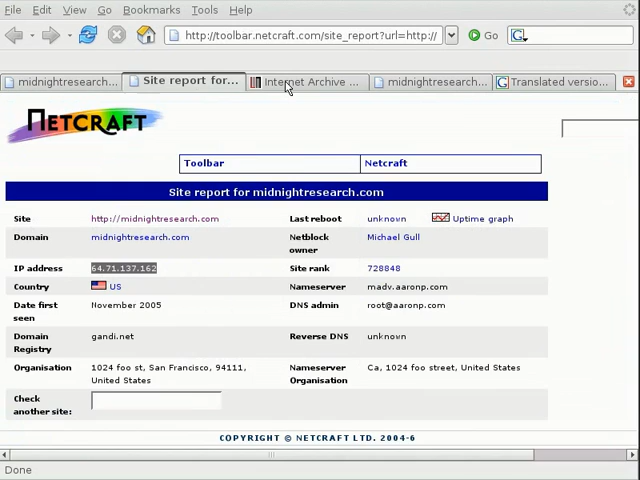 File Edit View Go Bookmarks Tools Help
http://toolbar.netcraft.com/site_report?url=http:// Go
midnightresearch... Site report for... Internet Archive ... midnightresearch... Translated versio...
NETCRAFT
Toolbar Netcraft
Site report for midnightresearch.com
Site http://midnightresearch.com Last reboot unknown Uptime graph
Domain midnightresearch.com Netblock owner Michael Gull
IP address 64.71.137.162 Site rank 728848
Country US Nameserver madv.aaronp.com
Date first seen November 2005 DNS admin root@aaronp.com
Domain Registry gandi.net Reverse DNS unknown
Organisation 1024 foo st, San Francisco, 94111, United States Nameserver Organisation Ca, 1024 foo street, United States
Check another site:
COPYRIGHT © NETCRAFT LTD. 2004-6
Done